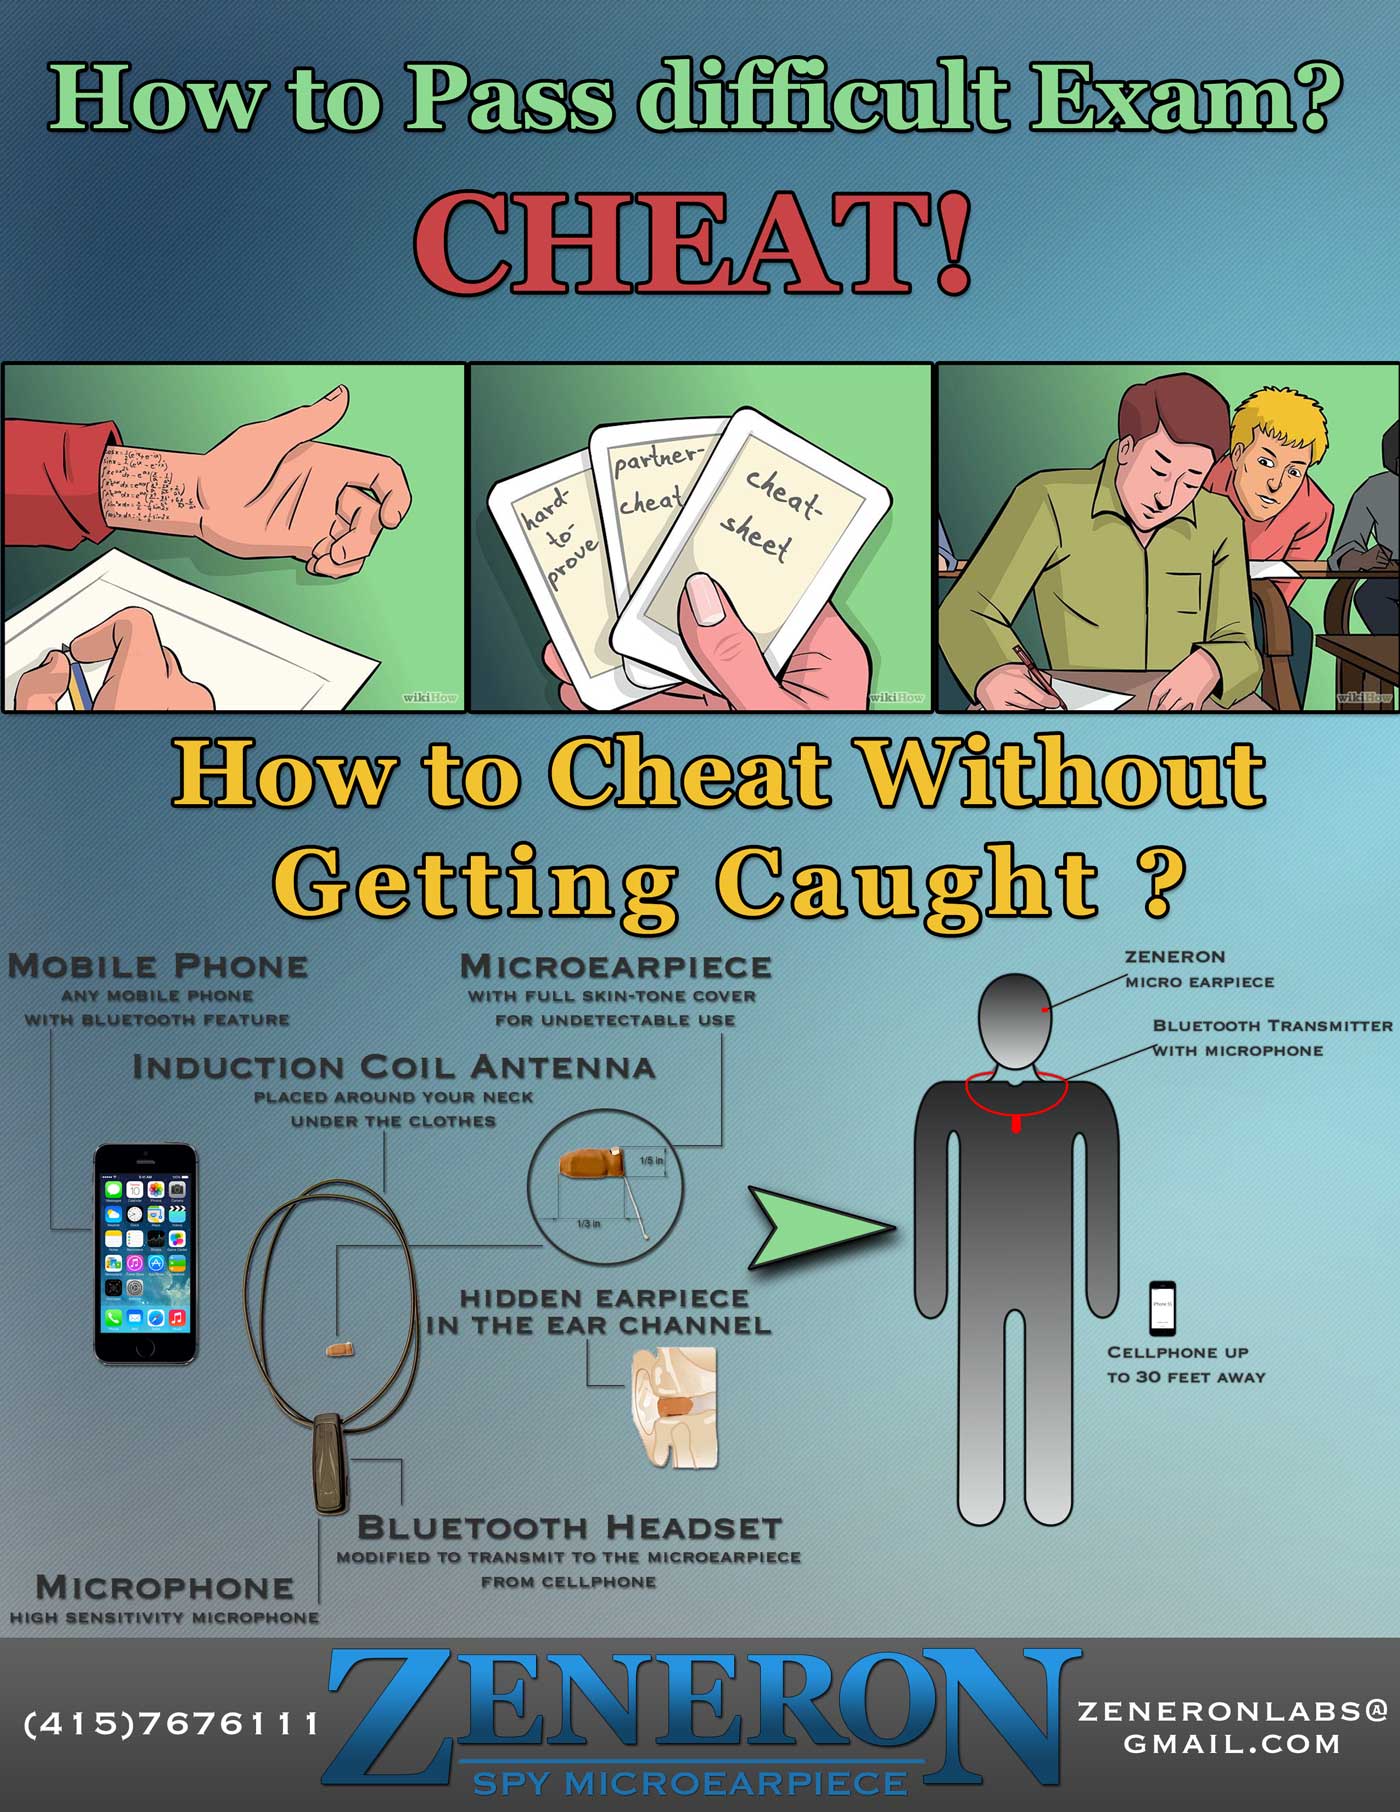 How to Pass difficult Exam?
CHEAT!
hard-
to-
prove
partner-
cheat
cheat-
sheet
wikiHow
wikiHow
wikiHow
How to Cheat Without
Getting Caught ?
MOBILE PHONE
ANY MOBILE PHONE
WITH BLUETOOTH FEATURE
MICROEARPIECE
WITH FULL SKIN-TONE COVER
FOR UNDETECTABLE USE
INDUCTION COIL ANTENNA
PLACED AROUND YOUR NECK
UNDER THE CLOTHES
1/5 in
1/3 in
HIDDEN EARPIECE
IN THE EAR CHANNEL
BLUETOOTH HEADSET
MODIFIED TO TRANSMIT TO THE MICROEARPIECE
FROM CELLPHONE
MICROPHONE
HIGH SENSITIVITY MICROPHONE
ZENERON
MICRO EARPIECE
BLUETOOTH TRANSMITTER
WITH MICROPHONE
iPhone 5s
CELLPHONE UP
TO 30 FEET AWAY
(415)7676111
ZENERON
SPY MICROEARPIECE
ZENERONLABS@
GMAIL.COM